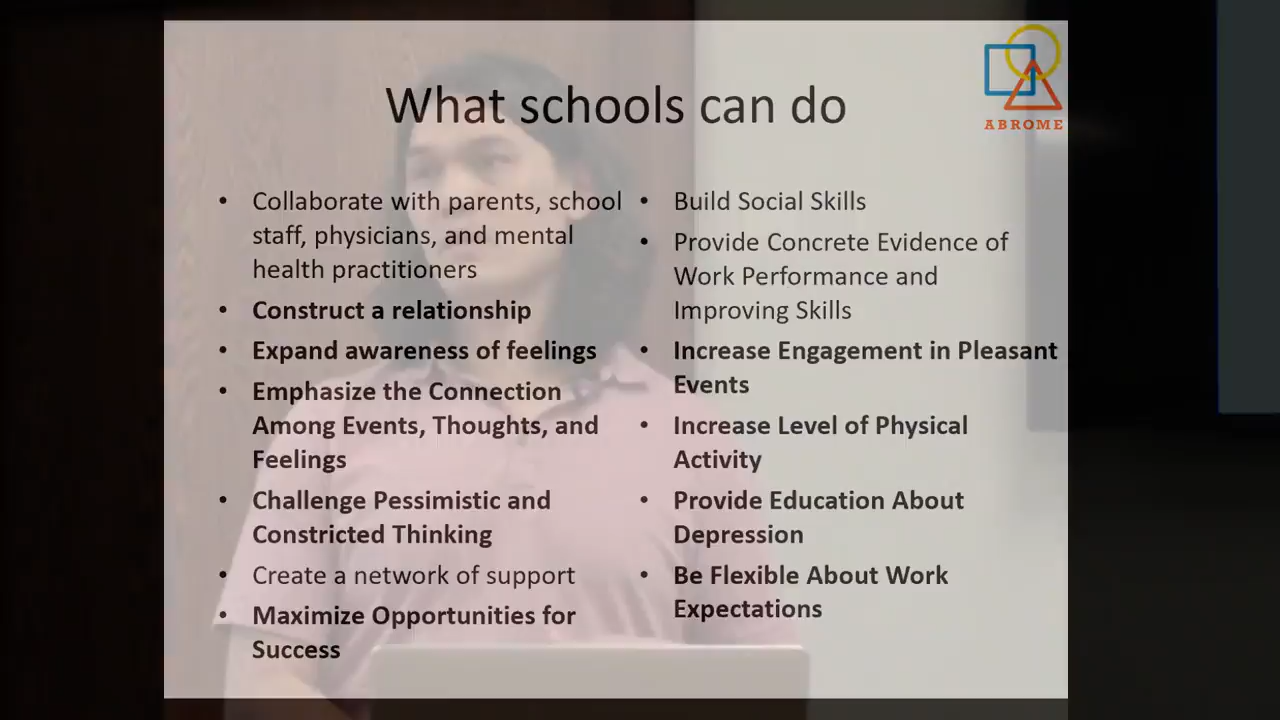 What schools can do
ABROME
• Collaborate with parents, school
staff, physicians, and mental
health practitioners
• Construct a relationship
• Expand awareness of feelings
• Emphasize the Connection
Among Events, Thoughts, and
Feelings
• Challenge Pessimistic and
Constricted Thinking
• Create a network of support
• Maximize Opportunities for
Success
• Build Social Skills
• Provide Concrete Evidence of
Work Performance and
Improving Skills
• Increase Engagement in Pleasant
Events
• Increase Level of Physical
Activity
• Provide Education About
Depression
• Be Flexible About Work
Expectations